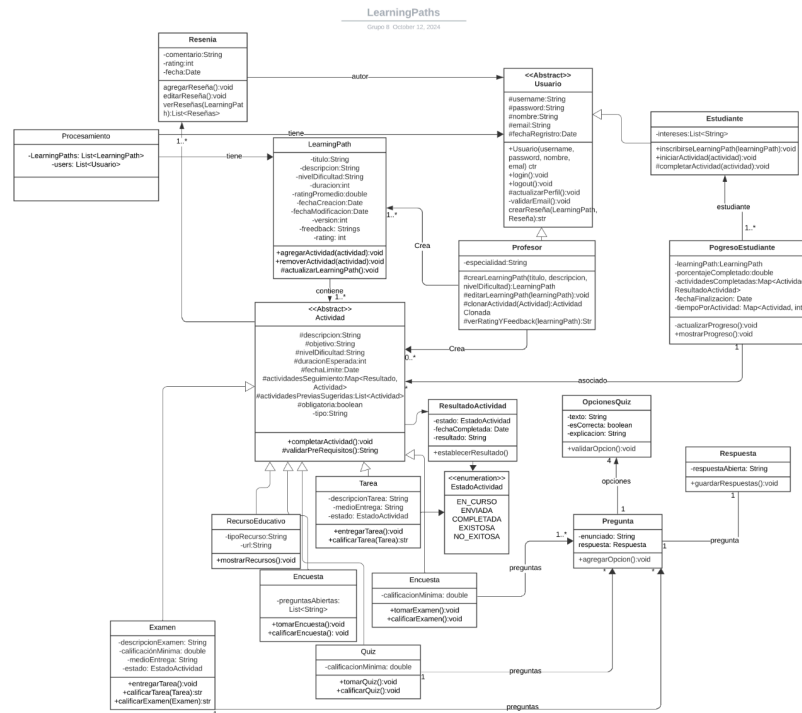 LearningPaths
Grupo 8 October 12, 2024
Resenia
-comentario:String
-rating:int
-fecha:Date
agregarReseña():void
editarReseña():void
verReseñas(LearningPat
h):List<Reseñas>
autor
<<Abstract>>
Usuario
#username:String
#password:String
#nombre:String
#email:String
#fechaRegristro:Date
+Usuario(username,
password, nombre,
emal) ctr
+login():void
+logout():void
#actualizarPerfil():void
-validarEmail():void
crearReseña(LearningPath,
Reseña):str
Estudiante
-intereses:List<String>
+inscribirseLearningPath(learningPath):void
+iniciarActividad(actividad):void
#completarActividad(actividad):void
Procesamiento
-LearningPaths: List<LearningPath>
-users: List<Usuario>
tiene
tiene
1..*
LearningPath
-titulo:String
-descripcion:String
-nivelDificultad:String
-duracion:int
-ratingPromedio:double
-fechaCreacion:Date
-fechaModificacion:Date
-version:int
-freedback: Strings
-rating: int
+agregarActividad(actividad):void
+removerActividad(actividad):void
#actualizarLearningPath():void
1..*
Crea
contiene
1..*
estudiante
1..*
Profesor
-especialidad:String
#crearLearningPath(titulo, descripcion,
nivelDificultad):LearningPath
#editarLearningPath(learningPath):void
#clonarActividad(Actividad):Actividad
Clonada
#verRatingYFeedback(learningPath):Str
PogresoEstudiante
-learningPath:LearningPath
-porcentajeCompletado:double
-actividadesCompletadas:Map<Actividad
ResultadoActividad>
-fechaFinalizacion: Date
-tiempoPorActividad: Map<Actividad, int
-actualizarProgreso():void
+mostrarProgreso():void
1
Crea
0..*
asociado
*
<<Abstract>>
Actividad
#descripcion:String
#objetivo:String
#nivelDificultad:String
#duracionEsperada:int
#fechaLimite:Date
#actividadesSeguimiento:Map<Resultado,
Actividad>
#actividadesPreviasSugeridas:List<Actividad>
#obligatoria:boolean
-tipo:String
+completarActividad():void
#validarPreRequisitos():String
ResultadoActividad
-estado: EstadoActividad
-fechaCompletada: Date
-resultado: String
+establecerResultado()
OpcionesQuiz
-texto: String
-esCorrecta: boolean
-explicacion: String
+validarOpcion():void
4
opciones
1
Respuesta
-respuestaAbierta: String
+guardarRespuestas():void
1
<<enumeration>>
EstadoActividad
EN_CURSO
ENVIADA
COMPLETADA
EXISTOSA
NO_EXITOSA
Tarea
-descripcionTarea: String
-medioEntrega: String
-estado: EstadoActividad
+entregarTarea():void
+calificarTarea(Tarea):str
RecursoEducativo
-tipoRecurso:String
-url:String
+mostrarRecursos():void
Pregunta
-enunciado: String
respuesta: Respuesta
+agregarOpcion():void
1..*
1
pregunta
preguntas
*
*
Encuesta
-preguntasAbiertas:
List<String>
+tomarEncuesta():void
+calificarEncuesta(): void
Encuesta
-calificacionMinima: double
+tomarExamen():void
+calificarExamen():void
1
Examen
-descripcionExamen: String
-calificaciónMinima: double
-medioEntrega: String
-estado: EstadoActividad
+entregarTarea():void
+calificarTarea(Tarea):str
+calificarExamen(Examen):str
Quiz
-calificacionMinima: double
+tomarQuiz():void
+calificarQuiz():void
1
preguntas
preguntas
1